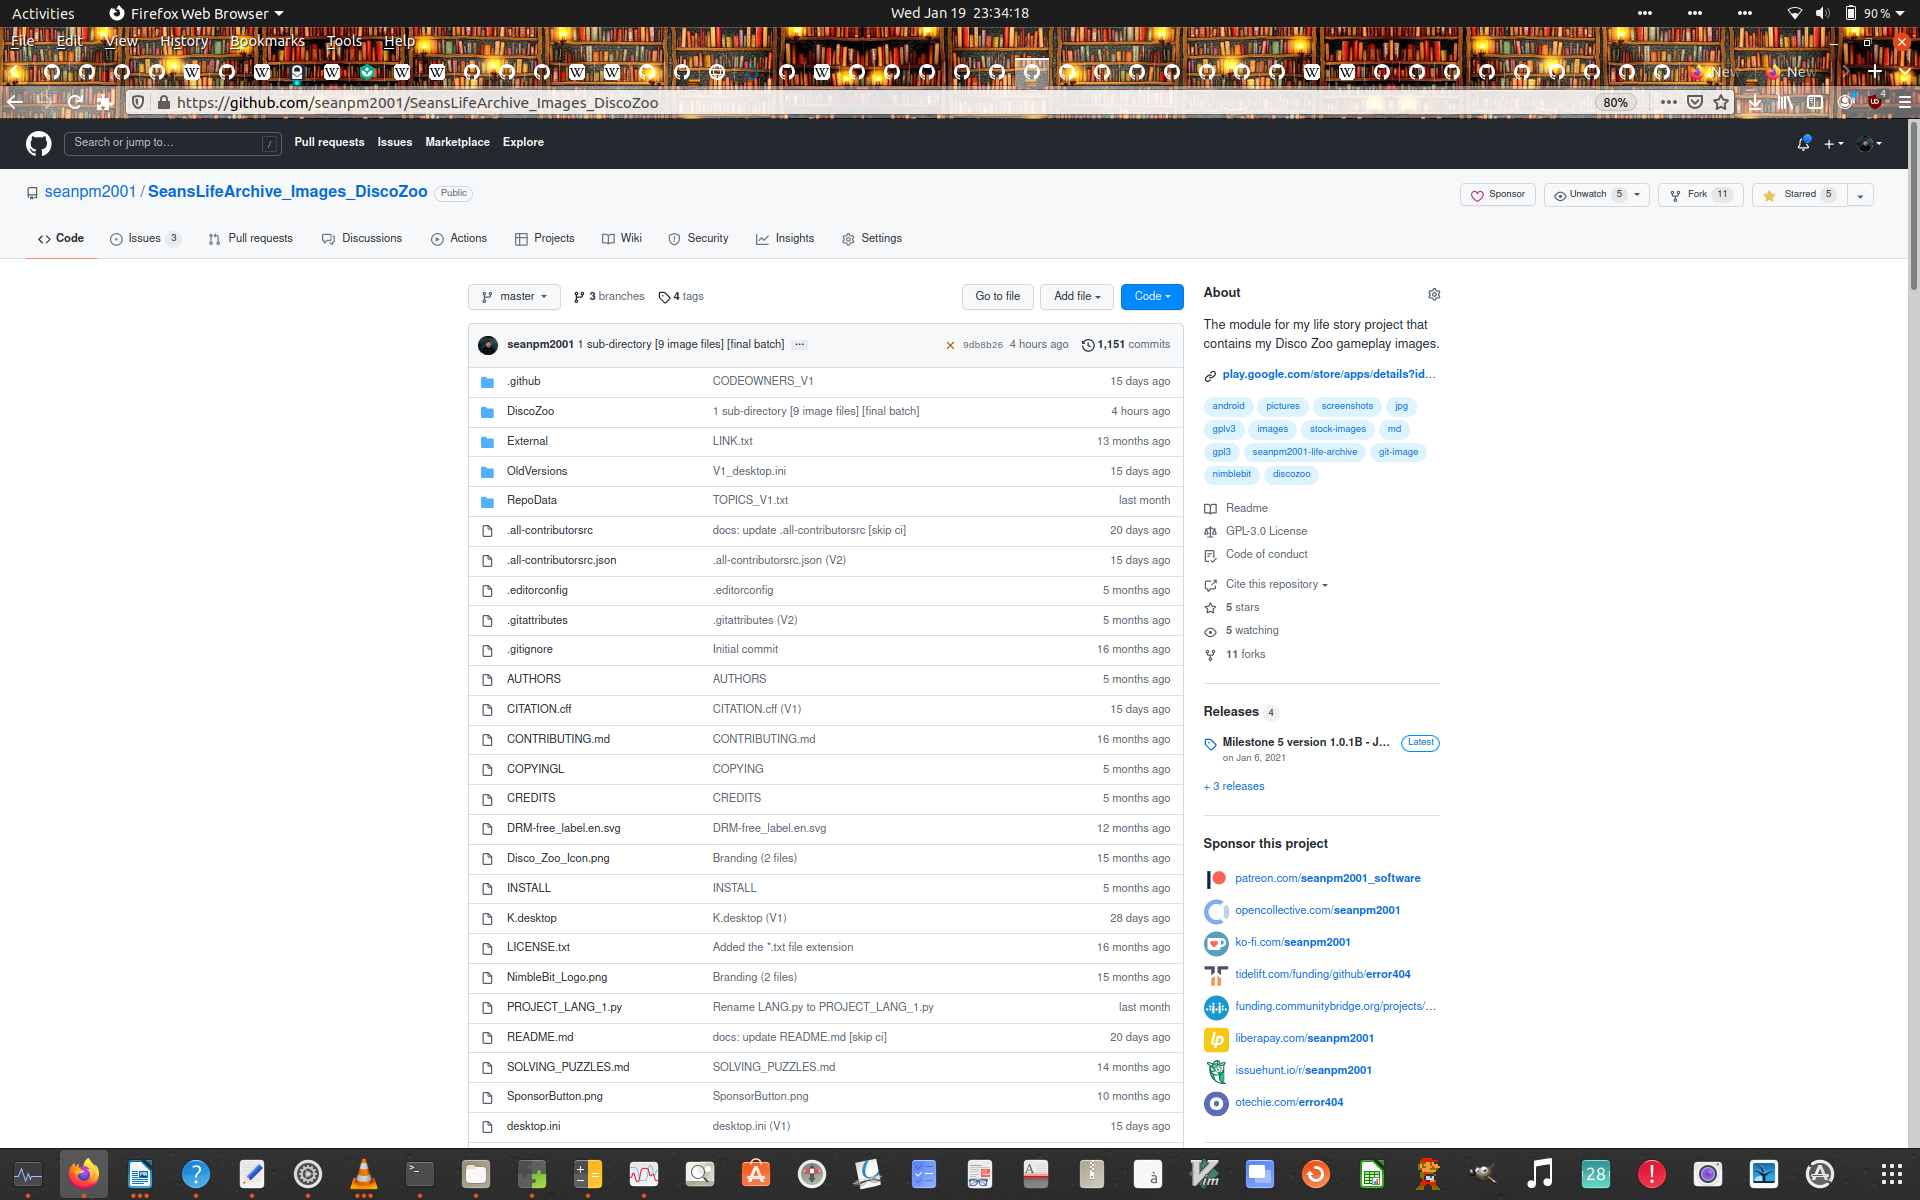 Activities Firefox Web Browser Wed Jan 19 23:34:18 90 %
File Edit View History Bookmarks Tools Help
New New
https://github.com/seanpm2001/SeansLifeArchive_Images_DiscoZoo 80% 4
Search or jump to... / Pull requests Issues Marketplace Explore
seanpm2001 / SeansLifeArchive_Images_DiscoZoo Public Sponsor Unwatch 5 Fork 11 Starred 5
Code Issues 3 Pull requests Discussions Actions Projects Wiki Security Insights Settings
master 3 branches 4 tags Go to file Add file Code
seanpm2001 1 sub-directory [9 image files] [final batch] ... 9db8b26 4 hours ago 1,151 commits
.github CODEOWNERS_V1 15 days ago
DiscoZoo 1 sub-directory [9 image files] [final batch] 4 hours ago
External LINK.txt 13 months ago
OldVersions V1_desktop.ini 15 days ago
RepoData TOPICS_V1.txt last month
.all-contributorsrc docs: update .all-contributorsrc [skip ci] 20 days ago
.all-contributorsrc.json .all-contributorsrc.json (V2) 15 days ago
.editorconfig .editorconfig 5 months ago
.gitattributes .gitattributes (V2) 5 months ago
.gitignore Initial commit 16 months ago
AUTHORS AUTHORS 5 months ago
CITATION.cff CITATION.cff (V1) 15 days ago
CONTRIBUTING.md CONTRIBUTING.md 16 months ago
COPYINGL COPYING 5 months ago
CREDITS CREDITS 5 months ago
DRM-free_label.en.svg DRM-free_label.en.svg 12 months ago
Disco_Zoo_Icon.png Branding (2 files) 15 months ago
INSTALL INSTALL 5 months ago
K.desktop K.desktop (V1) 28 days ago
LICENSE.txt Added the *.txt file extension 16 months ago
NimbleBit_Logo.png Branding (2 files) 15 months ago
PROJECT_LANG_1.py Rename LANG.py to PROJECT_LANG_1.py last month
README.md docs: update README.md [skip ci] 20 days ago
SOLVING_PUZZLES.md SOLVING_PUZZLES.md 14 months ago
SponsorButton.png SponsorButton.png 10 months ago
desktop.ini desktop.ini (V1) 15 days ago
About
The module for my life story project that
contains my Disco Zoo gameplay images.
play.google.com/store/apps/details?id...
android pictures screenshots jpg
gplv3 images stock-images md
gpl3 seanpm2001-life-archive git-image
nimblebit discozoo
Readme
GPL-3.0 License
Code of conduct
Cite this repository
5 stars
5 watching
11 forks
Releases 4
Milestone 5 version 1.0.1B - J... Latest
on Jan 6, 2021
+ 3 releases
Sponsor this project
patreon.com/seanpm2001_software
opencollective.com/seanpm2001
ko-fi.com/seanpm2001
tidelift.com/funding/github/error404
funding.communitybridge.org/projects/...
liberapay.com/seanpm2001
issuehunt.io/r/seanpm2001
otechie.com/error404
28